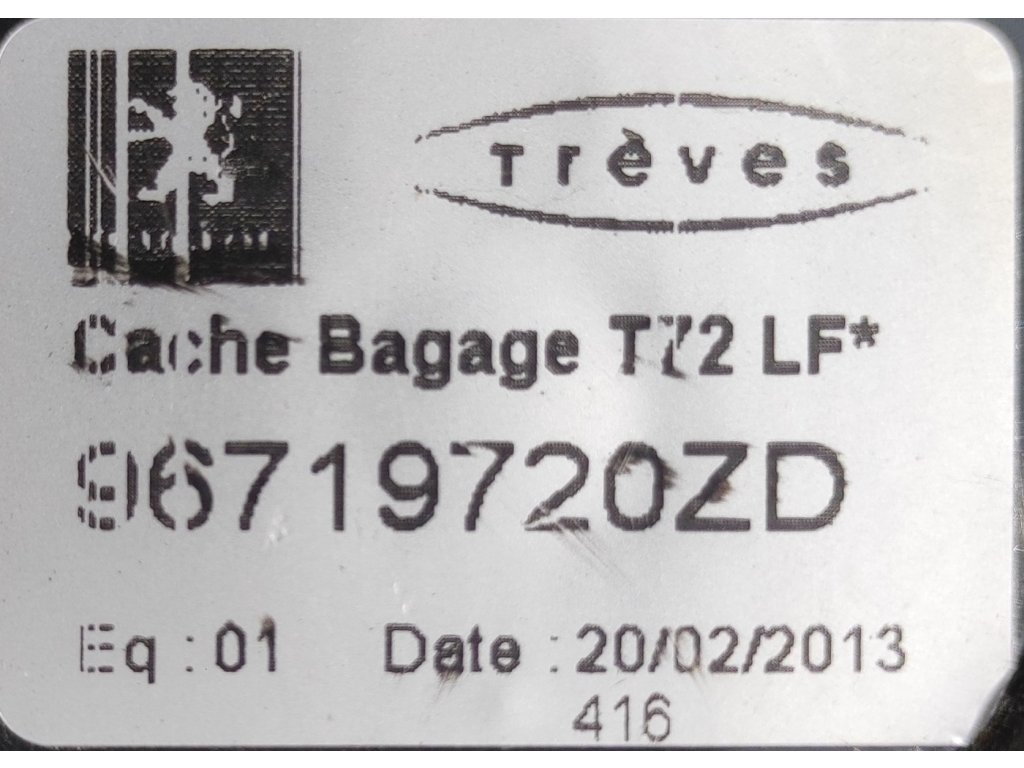 Trèves
Cache Bagage T72 LF*
96719720ZD
Eq : 01 Date : 20/02/2013
416